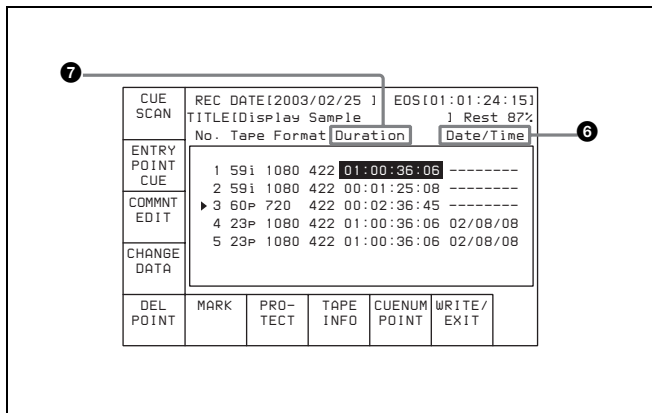 7
CUE
SCAN
REC DATE[2003/02/25 ] EOS[01:01:24:15]
TITLE[Display Sample ] Rest 87%
No. Tape Format Duration Date/Time
6
ENTRY
POINT
CUE
1 59i 1080 422 01:00:36:06 --------
2 59i 1080 422 00:01:25:08 --------
▶ 3 60P 720 422 00:02:36:45 --------
4 23P 1080 422 01:00:36:06 02/08/08
5 23P 1080 422 01:00:36:06 02/08/08
COMMNT
EDIT
CHANGE
DATA
DEL
POINT
MARK
PRO-
TECT
TAPE
INFO
CUENUM
POINT
WRITE/
EXIT